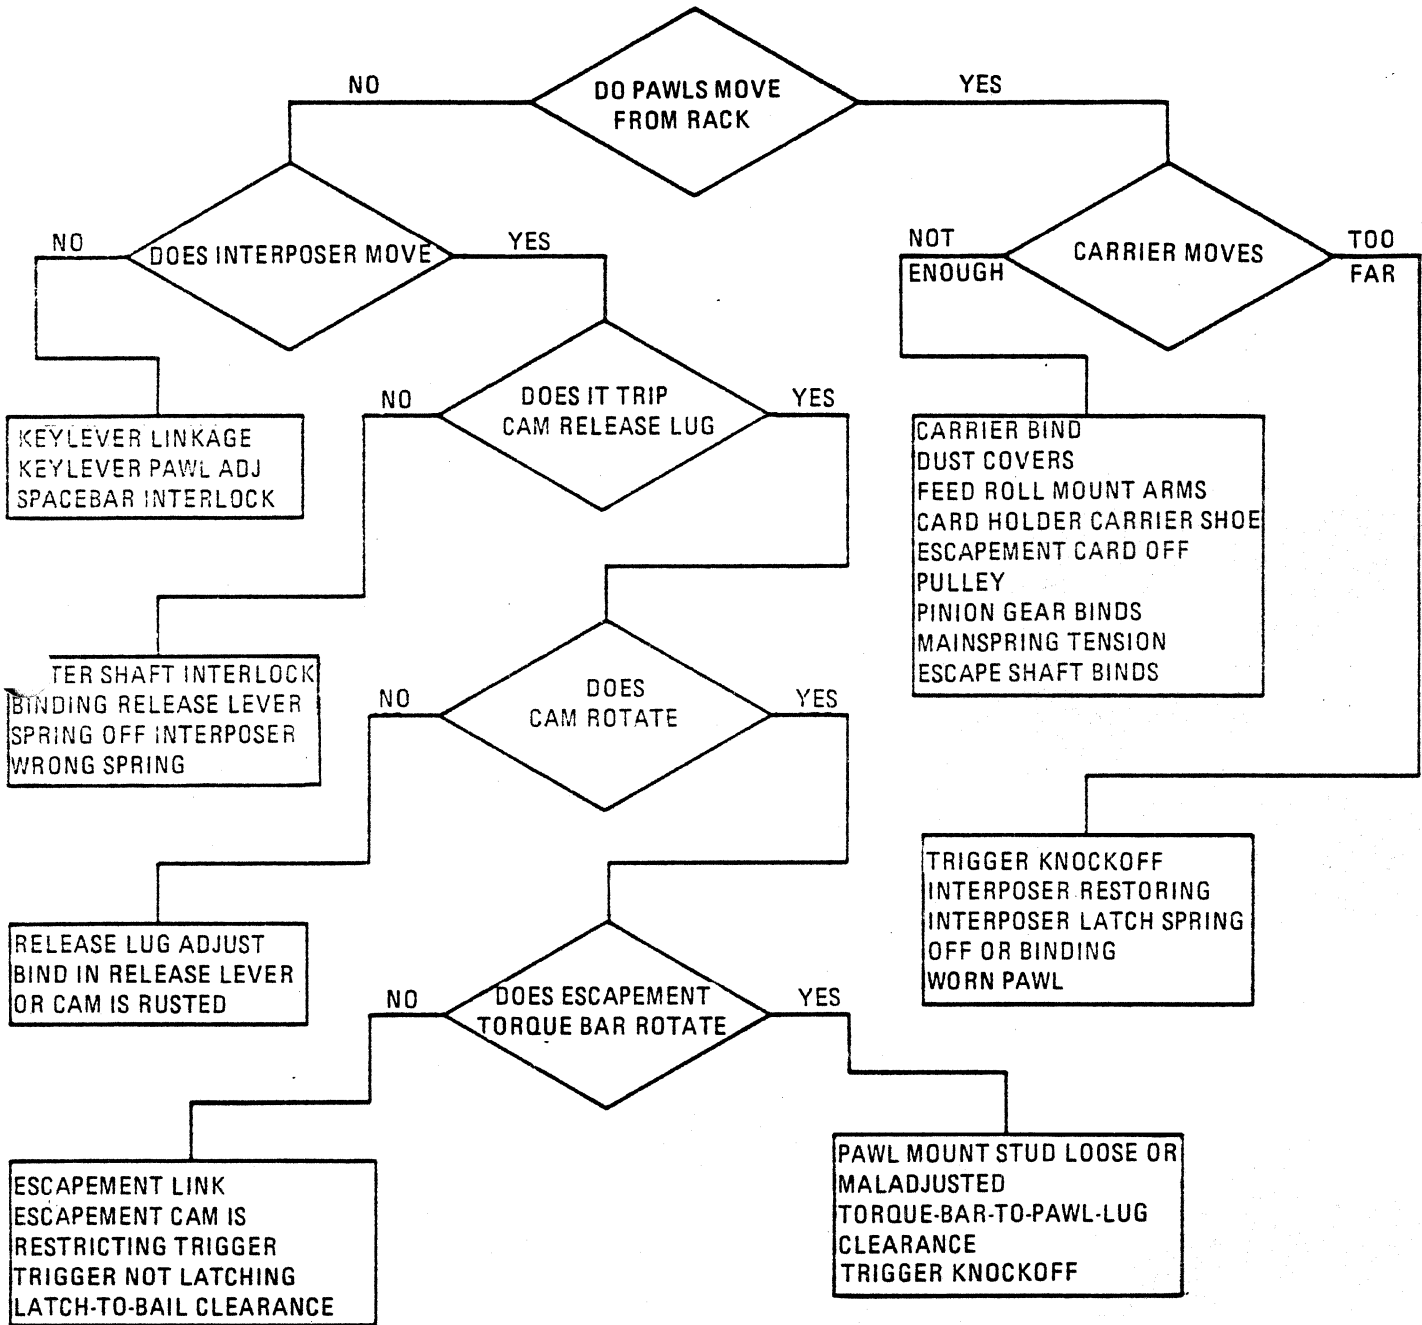 DO PAWLS MOVE
FROM RACK
NO
YES
DOES INTERPOSER MOVE
NO
YES
CARRIER MOVES
NOT
ENOUGH
TOO
FAR
KEYLEVER LINKAGE
KEYLEVER PAWL ADJ
SPACEBAR INTERLOCK
DOES IT TRIP
CAM RELEASE LUG
NO
YES
CARRIER BIND
DUST COVERS
FEED ROLL MOUNT ARMS
CARD HOLDER CARRIER SHOE
ESCAPEMENT CARD OFF
PULLEY
PINION GEAR BINDS
MAINSPRING TENSION
ESCAPE SHAFT BINDS
SHAFT INTERLOCK
BINDING RELEASE LEVER
SPRING OFF INTERPOSER
WRONG SPRING
DOES
CAM ROTATE
NO
YES
TRIGGER KNOCKOFF
INTERPOSER RESTORING
INTERPOSER LATCH SPRING
OFF OR BINDING
WORN PAWL
RELEASE LUG ADJUST
BIND IN RELEASE LEVER
OR CAM IS RUSTED
DOES ESCAPEMENT
TORQUE BAR ROTATE
NO
YES
ESCAPEMENT LINK
ESCAPEMENT CAM IS
RESTRICTING TRIGGER
TRIGGER NOT LATCHING
LATCH-TO-BAIL CLEARANCE
PAWL MOUNT STUD LOOSE OR
MALADJUSTED
TORQUE-BAR-TO-PAWL-LUG
CLEARANCE
TRIGGER KNOCKOFF